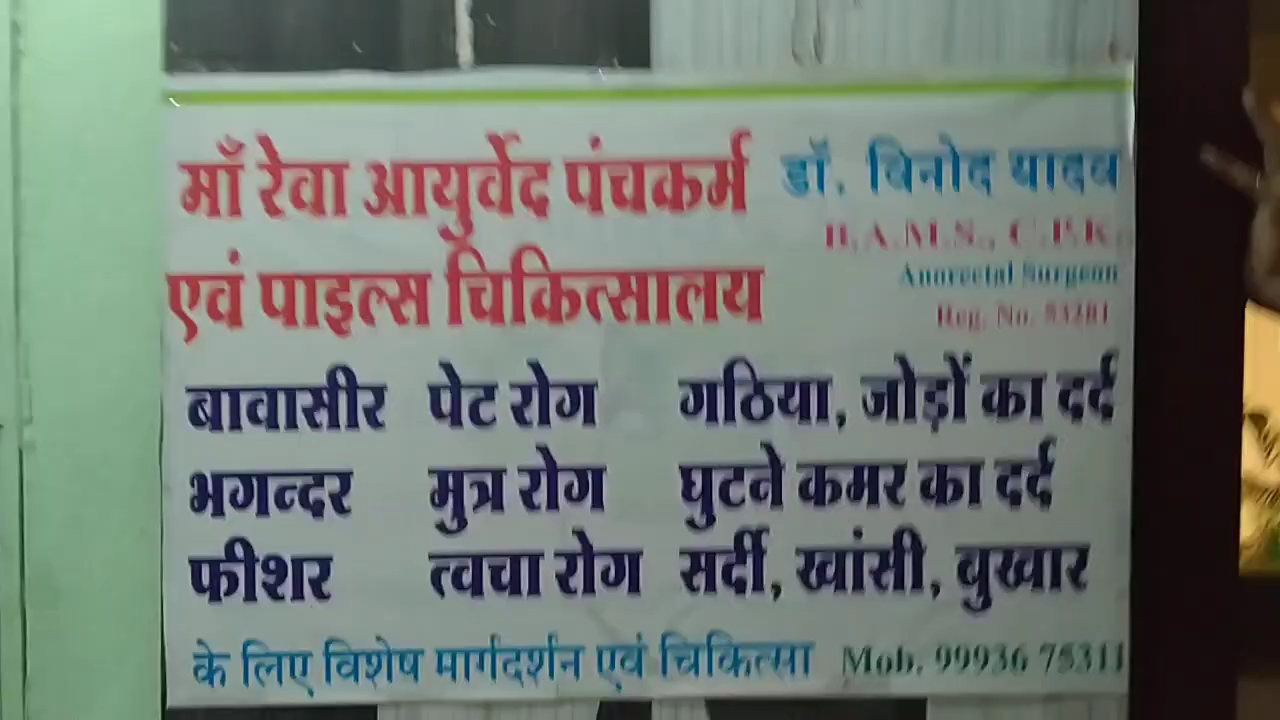 माँ रेवा आयुर्वेद पंचकर्म
एवं पाइल्स चिकित्सालय
डॉ. विनोद यादव
B.A.M.S., C.P.K.
Anorectal Surgeon
Reg. No. 53281
बावासीर पेट रोग गठिया, जोड़ों का दर्द
भगन्दर मुत्र रोग घुटने कमर का दर्द
फीशर त्वचा रोग सर्दी, खांसी, बुखार
के लिए विशेष मार्गदर्शन एवं चिकित्सा Mob. 99936 75311